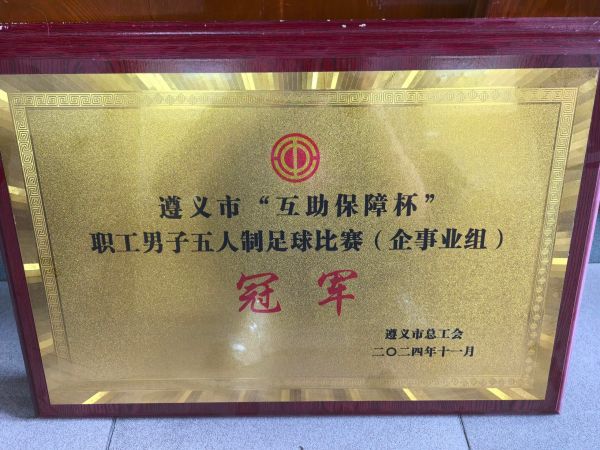 遵义市“互助保障杯”
职工男子五人制足球比赛（企事业组）
冠军
遵义市总工会
二〇二四年十一月